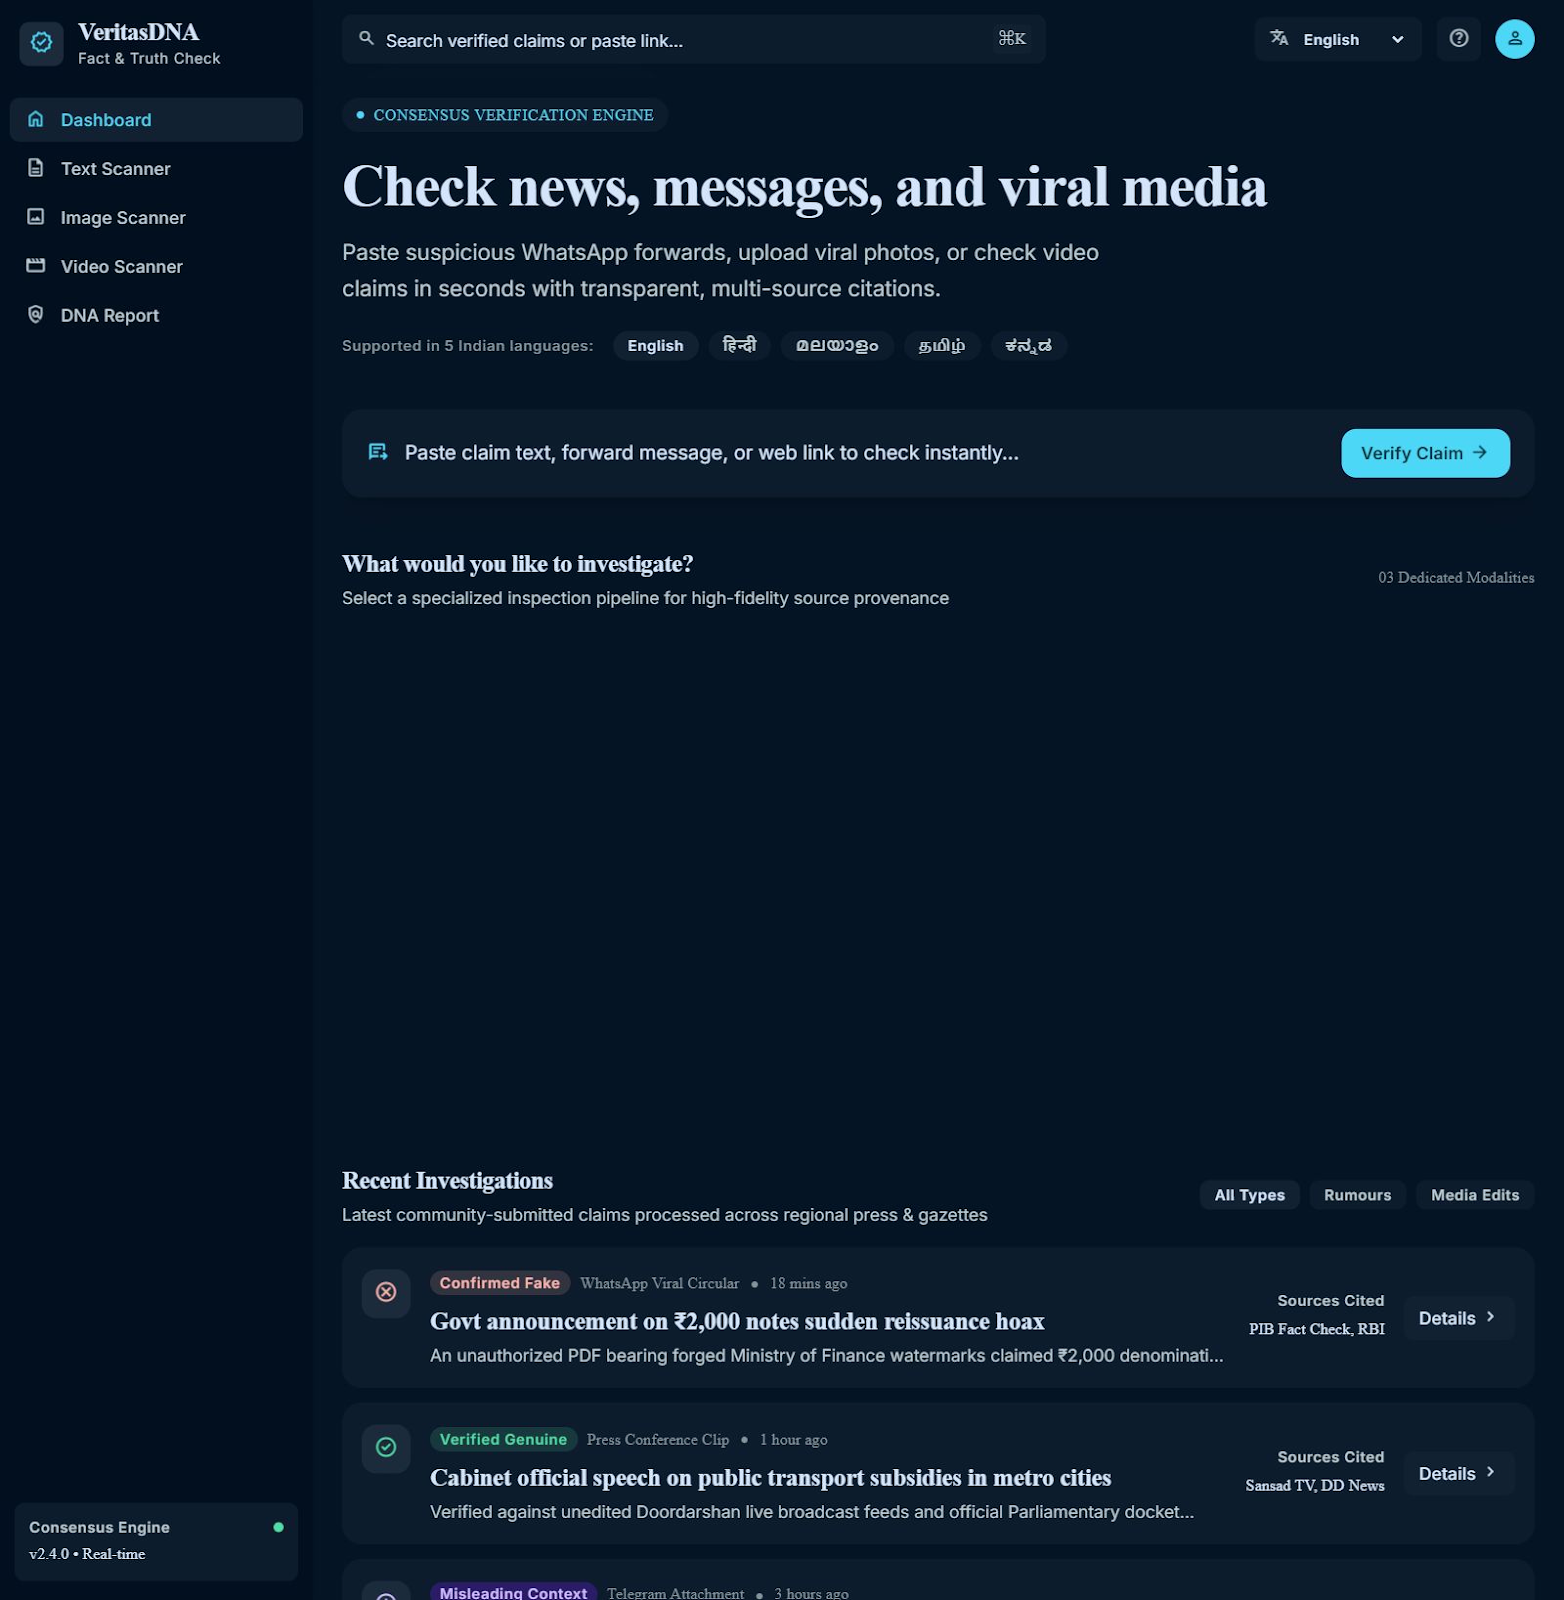 VeritasDNA
Fact & Truth Check
Dashboard
Text Scanner
Image Scanner
Video Scanner
DNA Report
Consensus Engine
v2.4.0 • Real-time
Search verified claims or paste link...
⌘K
English
CONSENSUS VERIFICATION ENGINE
Check news, messages, and viral media
Paste suspicious WhatsApp forwards, upload viral photos, or check video
claims in seconds with transparent, multi-source citations.
Supported in 5 Indian languages: English हिन्दी മലയാളം தமிழ் ಕನ್ನಡ
Paste claim text, forward message, or web link to check instantly...
Verify Claim
What would you like to investigate?
Select a specialized inspection pipeline for high-fidelity source provenance
03 Dedicated Modalities
Recent Investigations
Latest community-submitted claims processed across regional press & gazettes
All Types Rumours Media Edits
Confirmed Fake WhatsApp Viral Circular • 18 mins ago
Govt announcement on ₹2,000 notes sudden reissuance hoax
An unauthorized PDF bearing forged Ministry of Finance watermarks claimed ₹2,000 denominati...
Sources Cited
PIB Fact Check, RBI
Details
Verified Genuine Press Conference Clip • 1 hour ago
Cabinet official speech on public transport subsidies in metro cities
Verified against unedited Doordarshan live broadcast feeds and official Parliamentary docket...
Sources Cited
Sansad TV, DD News
Details
Misleading Context Telegram Attachment • 3 hours ago